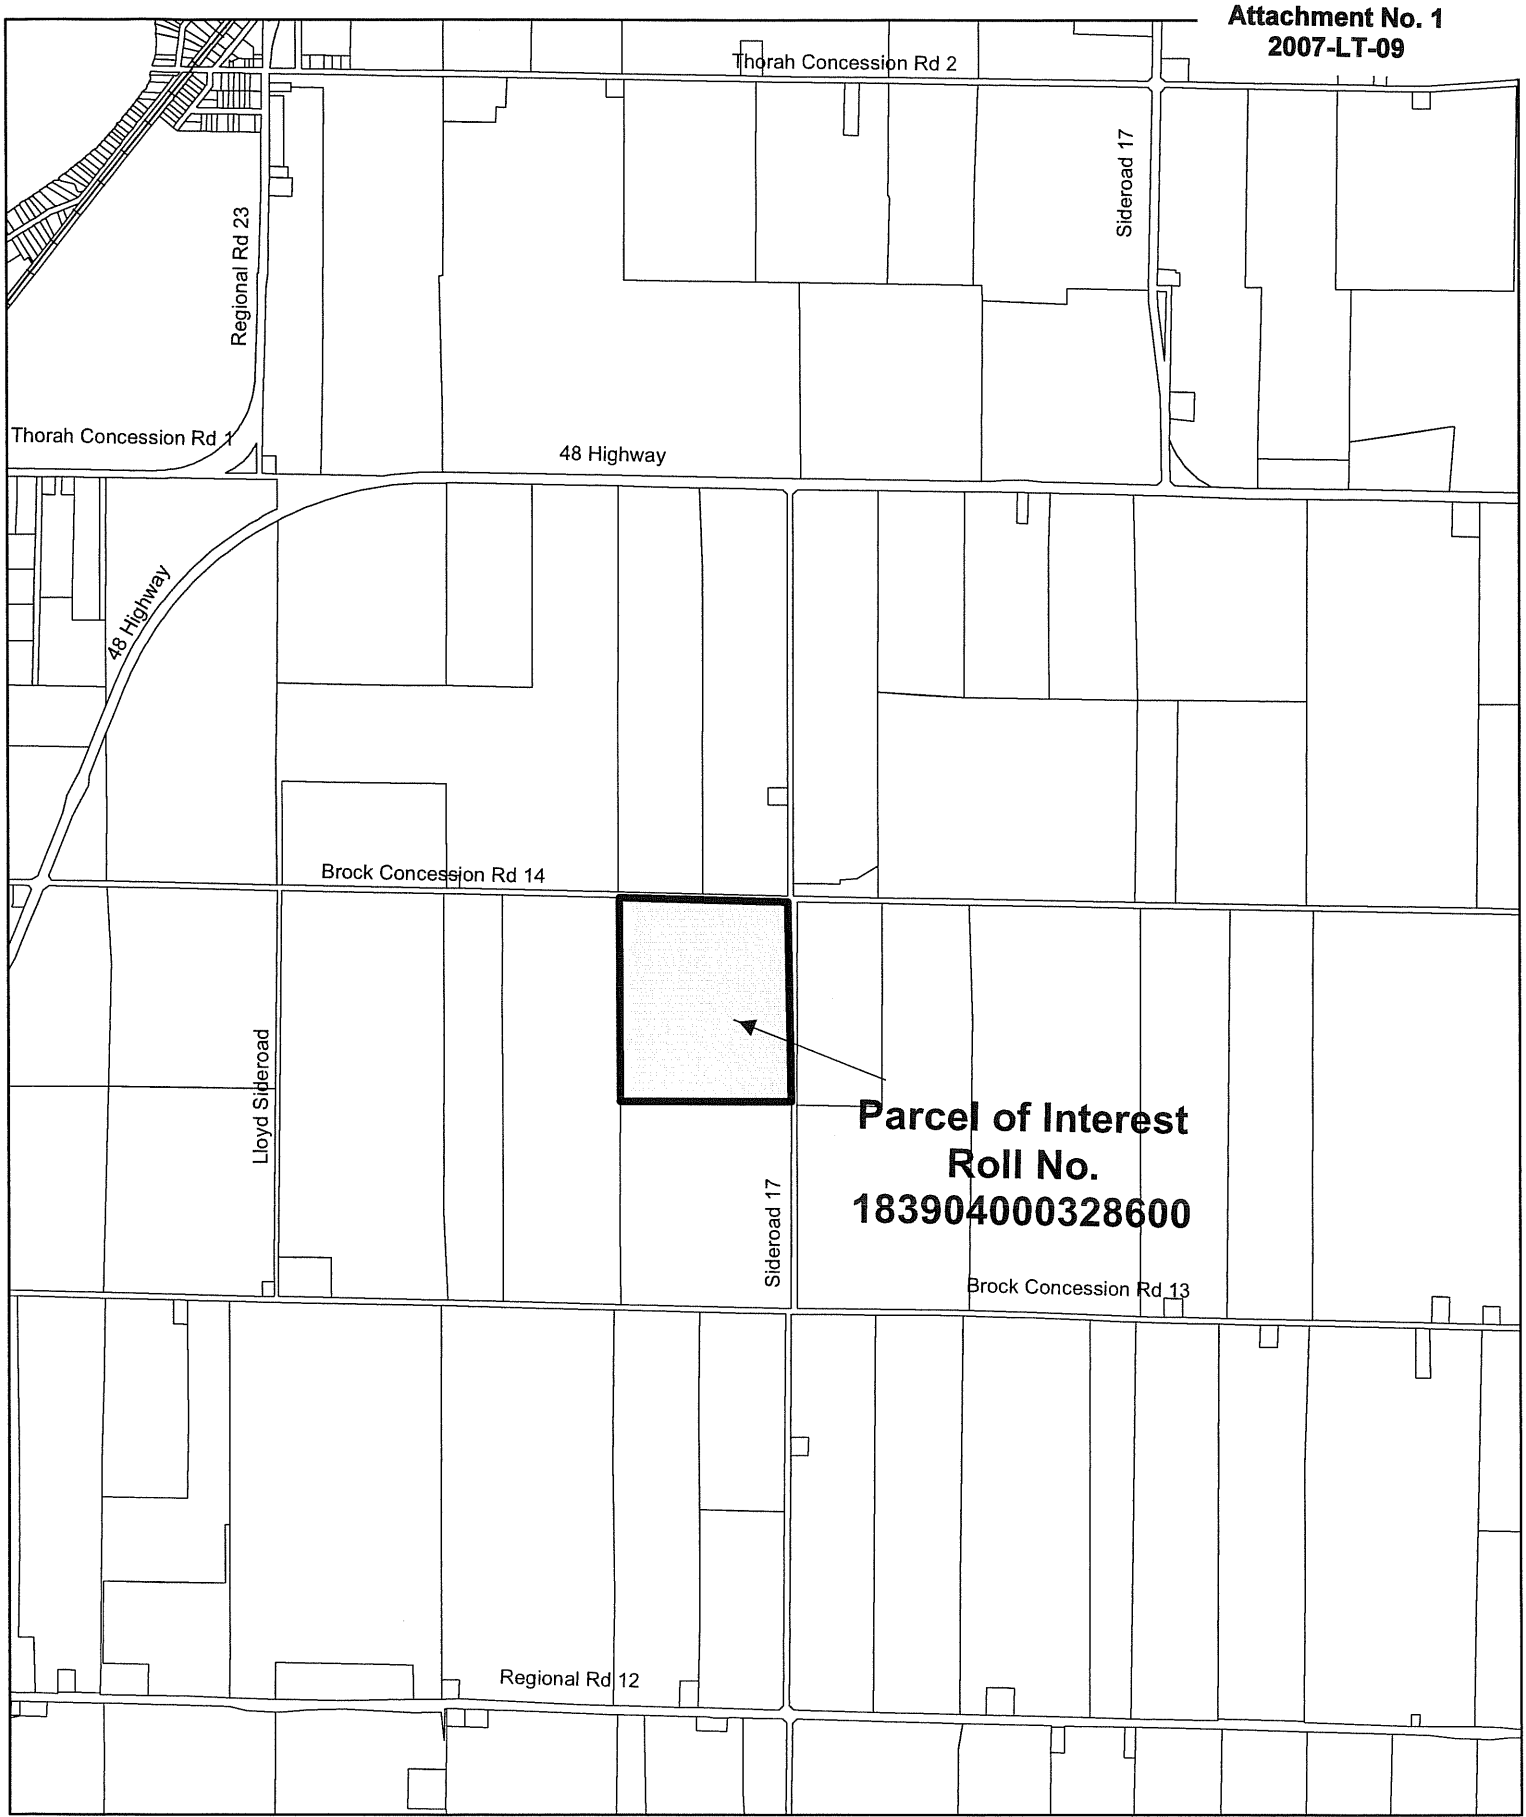 Attachment No. 1
2007-LT-09
Thorah Concession Rd 2
Sideroad 17
Regional Rd 23
Thorah Concession Rd 1
48 Highway
48 Highway
Brock Concession Rd 14
Lloyd Sideroad
Parcel of Interest
Roll No.
183904000328600
Sideroad 17
Brock Concession Rd 13
Regional Rd 12